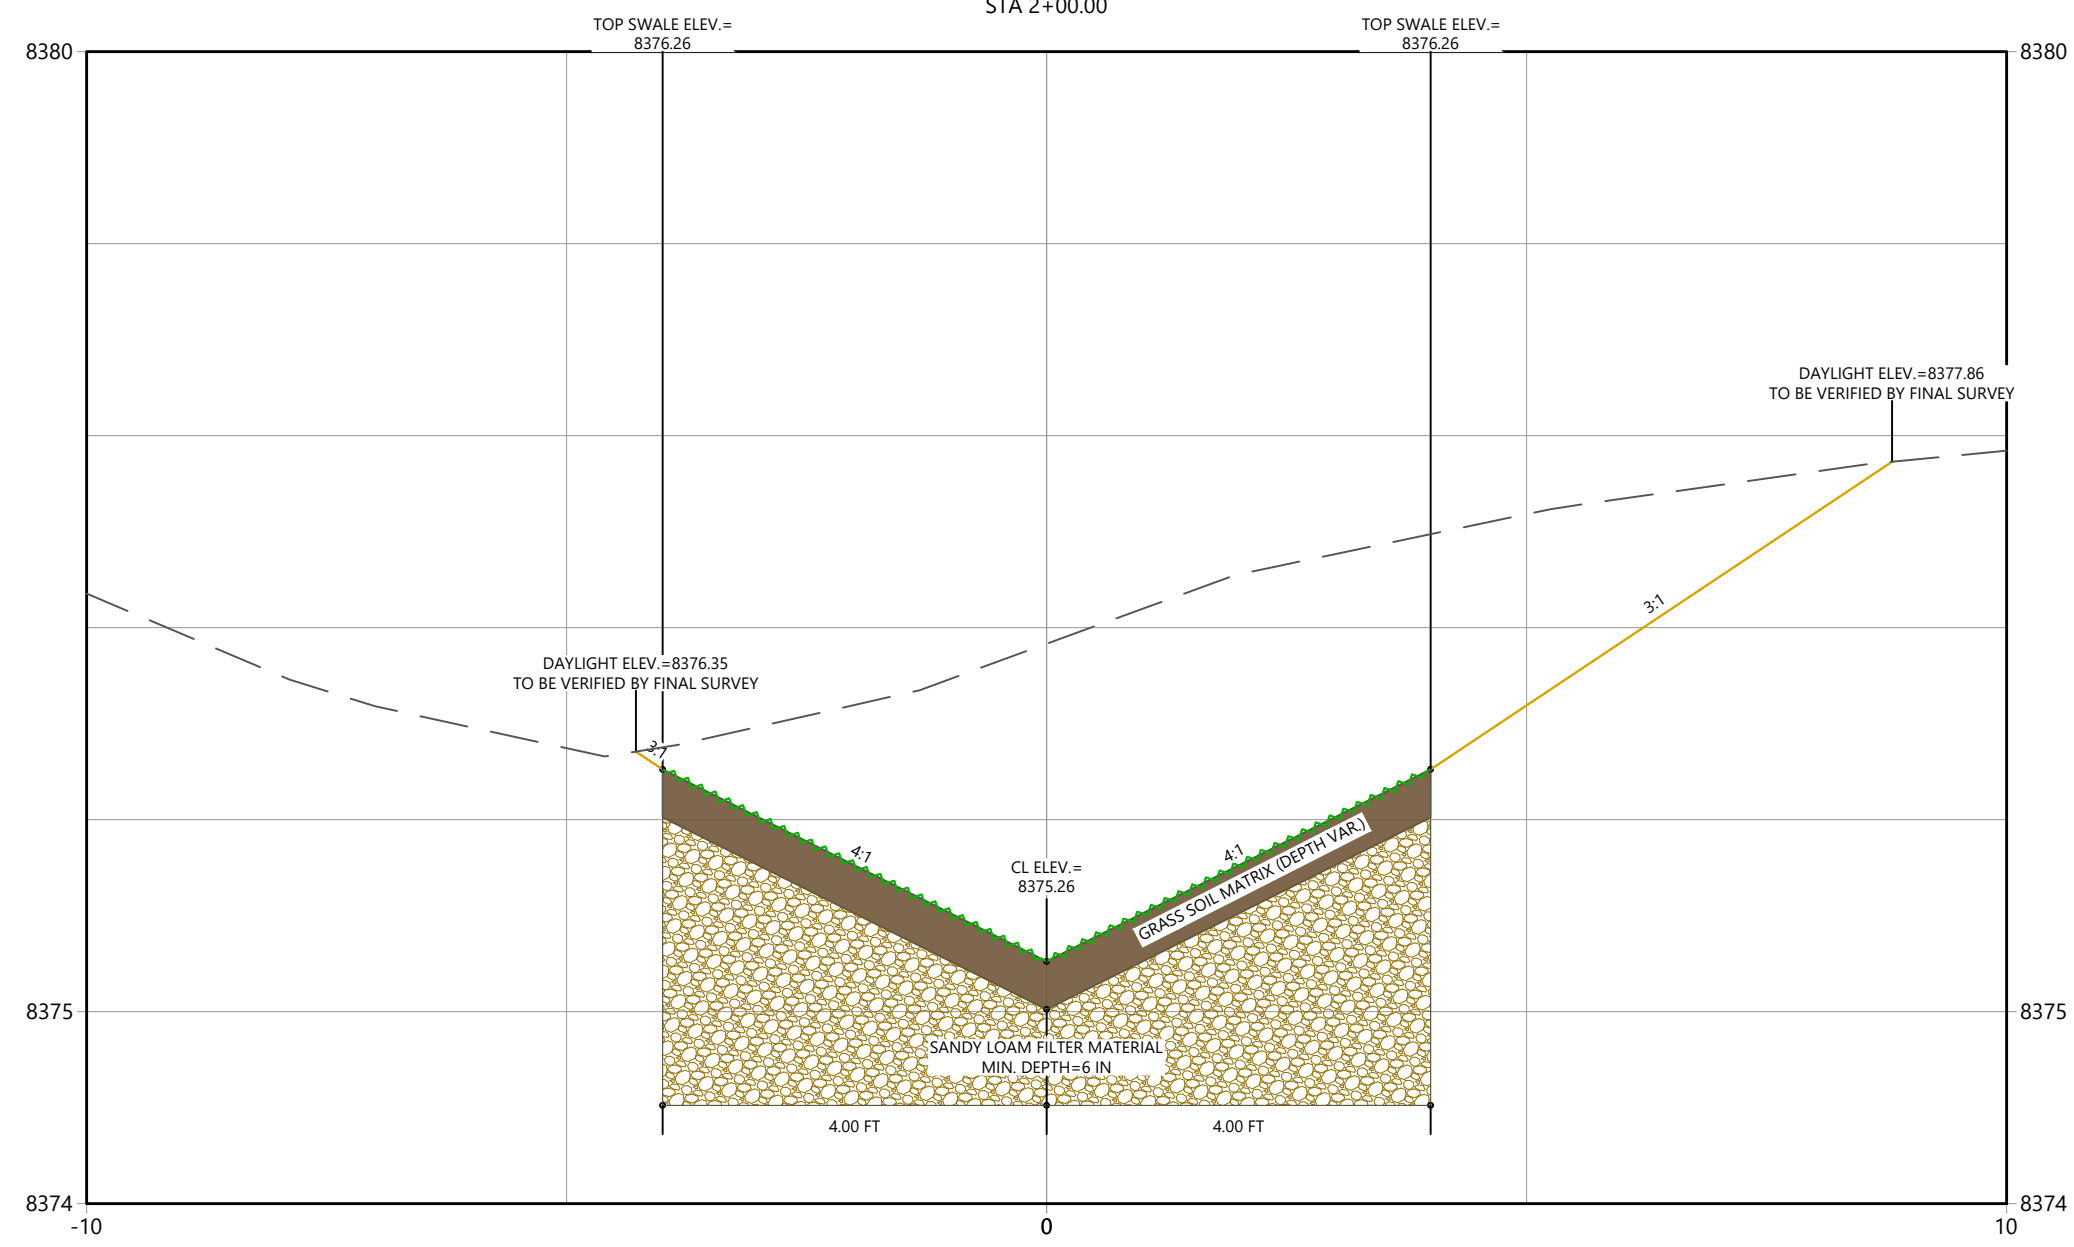 STA 2+00.00
TOP SWALE ELEV.=
8376.26
TOP SWALE ELEV.=
8376.26
8380
8380
DAYLIGHT ELEV.=8377.86
TO BE VERIFIED BY FINAL SURVEY
3:1
DAYLIGHT ELEV.=8376.35
TO BE VERIFIED BY FINAL SURVEY
3:1
4:1
4:1
GRASS SOIL MATRIX (DEPTH VAR.)
CL ELEV.=
8375.26
8375
8375
SANDY LOAM FILTER MATERIAL
MIN. DEPTH=6 IN
4.00 FT
4.00 FT
8374
8374
-10
0
10